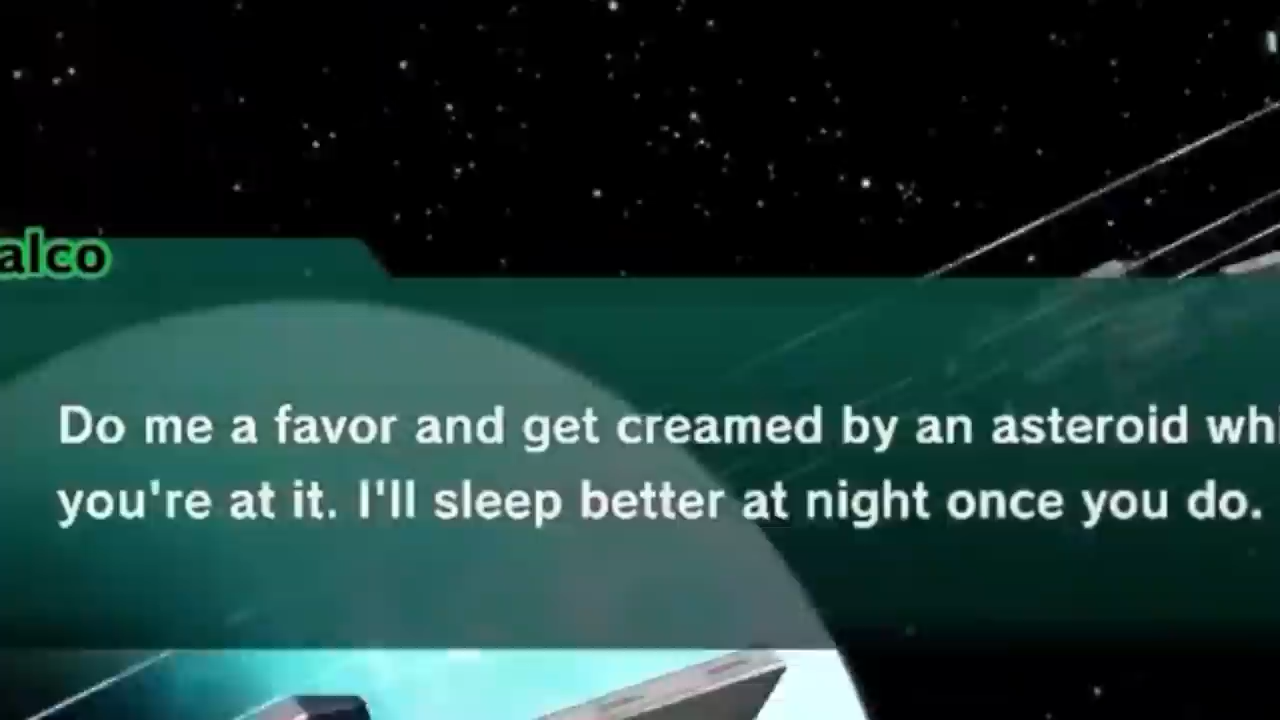 alco
Do me a favor and get creamed by an asteroid
you're at it. I'll sleep better at night once you do.